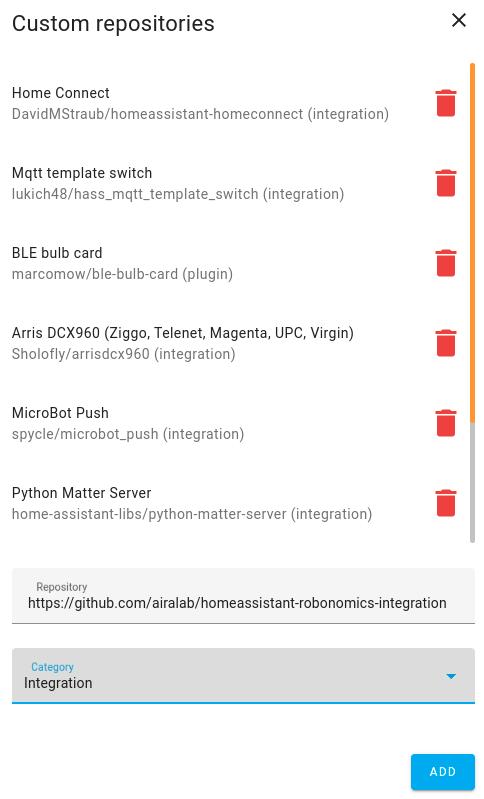 Custom repositories
Home Connect
DavidMStraub/homeassistant-homeconnect (integration)
Mqtt template switch
lukich48/hass_mqtt_template_switch (integration)
BLE bulb card
marcomow/ble-bulb-card (plugin)
Arris DCX960 (Ziggo, Telenet, Magenta, UPC, Virgin)
Sholofly/arrisdcx960 (integration)
MicroBot Push
spycle/microbot_push (integration)
Python Matter Server
home-assistant-libs/python-matter-server (integration)
Repository
https://github.com/airalab/homeassistant-robonomics-integration
Category
Integration
ADD